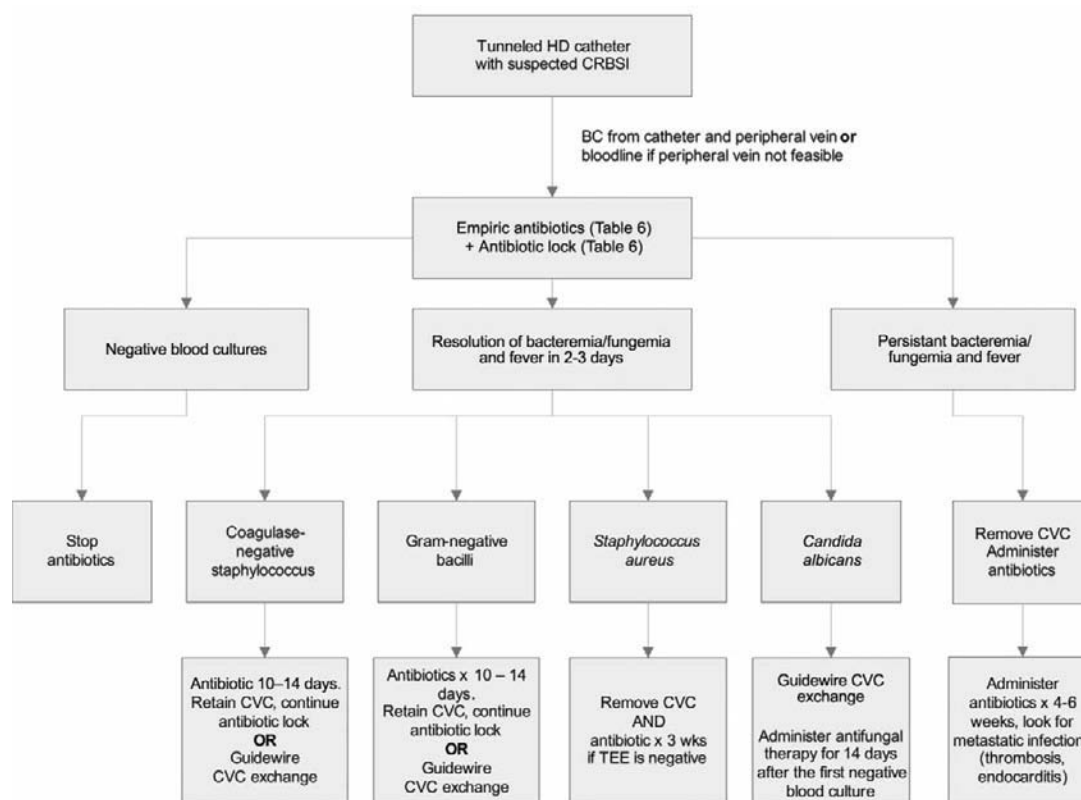 Tunneled HD catheter
with suspected CRBSI
BC from catheter and peripheral vein or
bloodline if peripheral vein not feasible
Empiric antibiotics (Table 6)
+ Antibiotic lock (Table 6)
Negative blood cultures
Resolution of bacteremia/fungemia
and fever in 2-3 days
Persistant bacteremia/
fungemia and fever
Stop
antibiotics
Coagulase-
negative
staphylococcus
Gram-negative
bacilli
Staphylococcus
aureus
Candida
albicans
Remove CVC
Administer
antibiotics
Antibiotic 10–14 days.
Retain CVC, continue
antibiotic lock
OR
Guidewire
CVC exchange
Antibiotics x 10 – 14
days.
Retain CVC, continue
antibiotic lock
OR
Guidewire
CVC exchange
Remove CVC
AND
antibiotic x 3 wks
if TEE is negative
Guidewire CVC
exchange
Administer antifungal
therapy for 14 days
after the first negative
blood culture
Administer
antibiotics x 4-6
weeks, look for
metastatic infection
(thrombosis,
endocarditis)